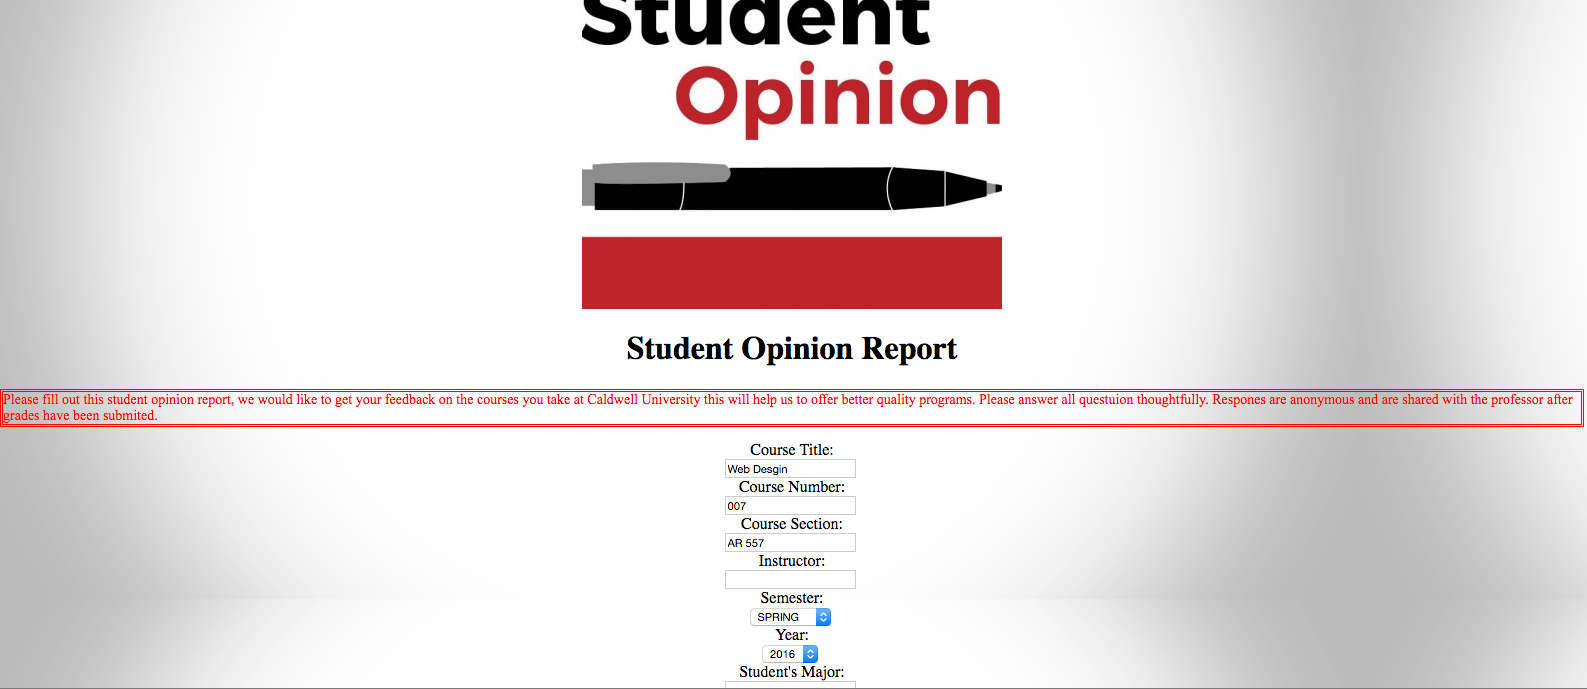 Student
Opinion
Student Opinion Report
Please fill out this student opinion report, we would like to get your feedback on the courses you take at Caldwell University this will help us to offer better quality programs. Please answer all questuion thoughtfully. Respones are anonymous and are shared with the professor after
grades have been submited.
Course Title:
Web Desgin
Course Number:
007
Course Section:
AR 557
Instructor:
Semester:
SPRING
Year:
2016
Student's Major: